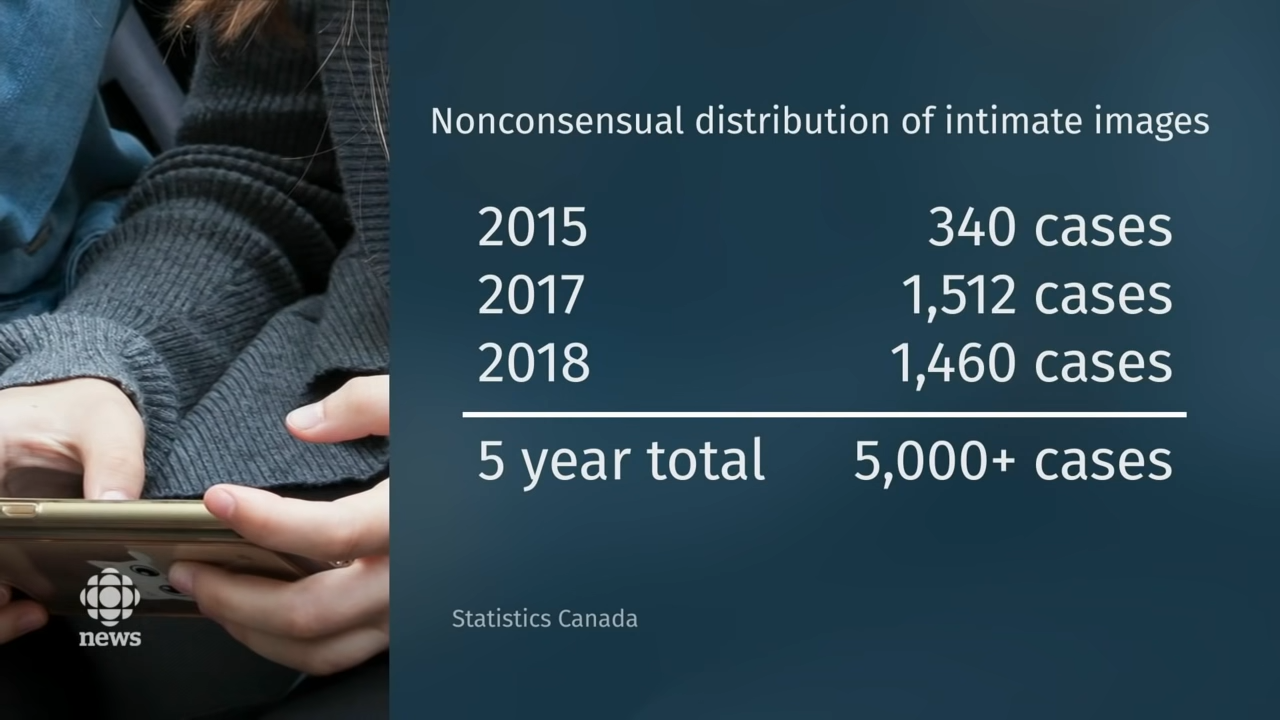 Nonconsensual distribution of intimate images
2015 340 cases
2017 1,512 cases
2018 1,460 cases
5 year total 5,000+ cases
Statistics Canada
news